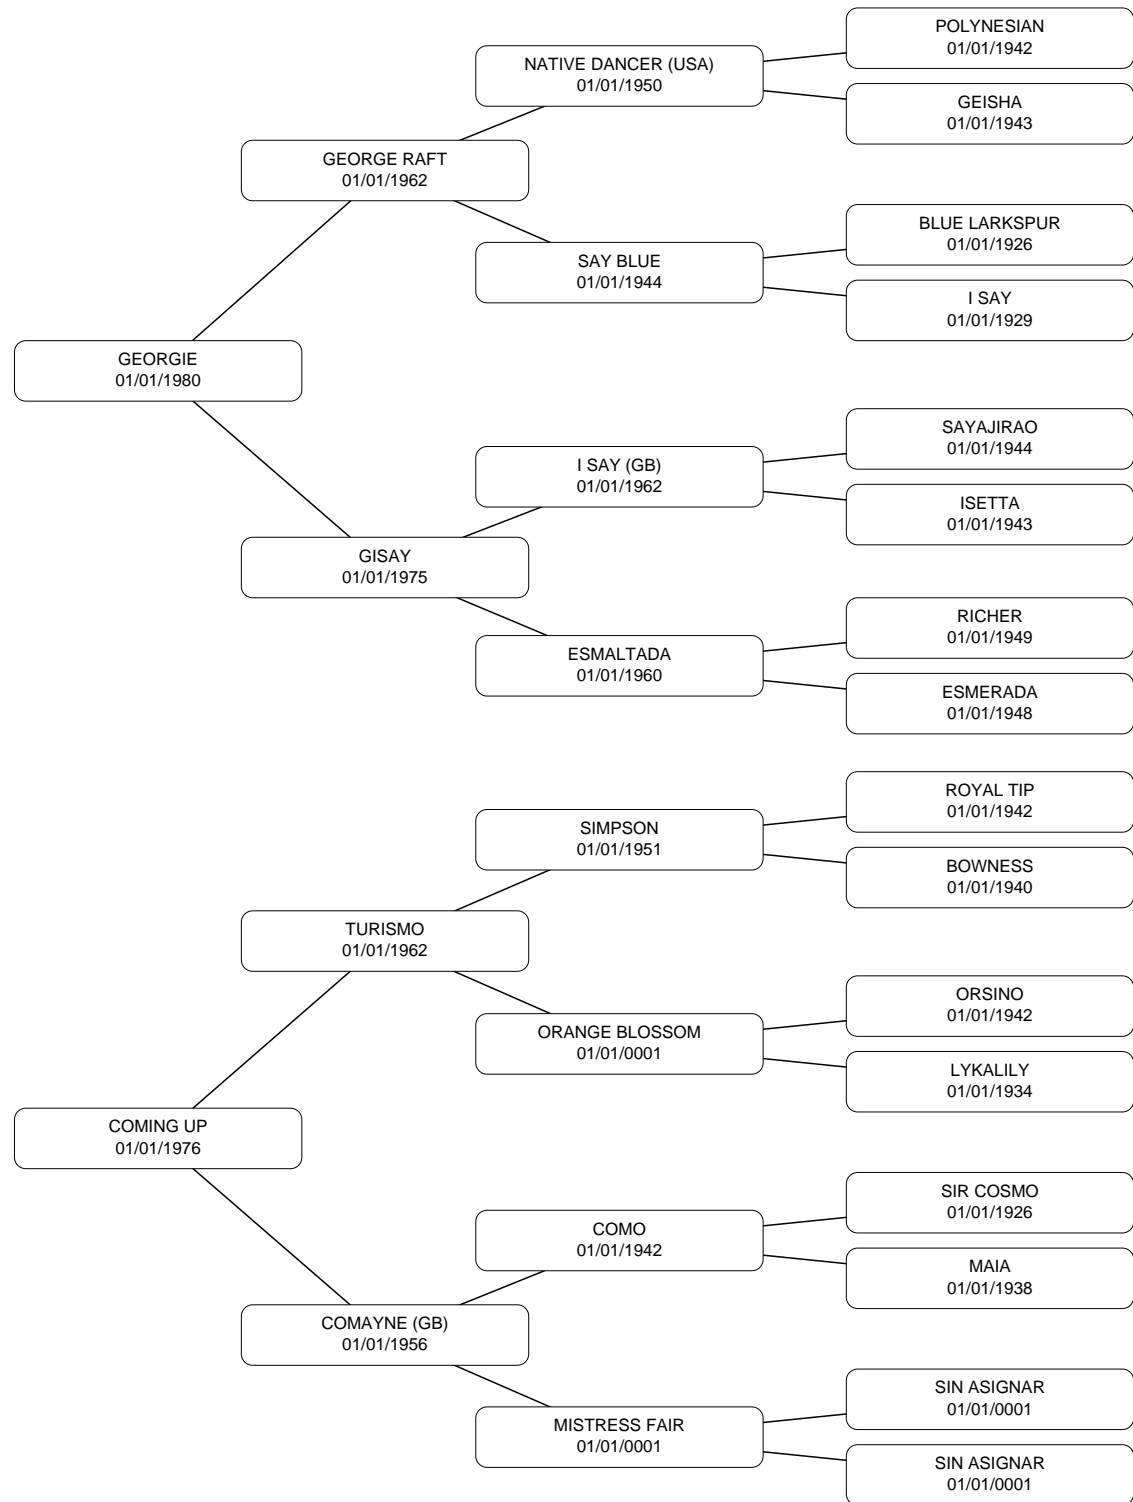 POLYNESIAN
01/01/1942
NATIVE DANCER (USA)
01/01/1950
GEISHA
01/01/1943
GEORGE RAFT
01/01/1962
BLUE LARKSPUR
01/01/1926
SAY BLUE
01/01/1944
I SAY
01/01/1929
GEORGIE
01/01/1980
SAYAJIRAO
01/01/1944
I SAY (GB)
01/01/1962
ISETTA
01/01/1943
GISAY
01/01/1975
RICHER
01/01/1949
ESMALTADA
01/01/1960
ESMERADA
01/01/1948
ROYAL TIP
01/01/1942
SIMPSON
01/01/1951
BOWNESS
01/01/1940
TURISMO
01/01/1962
ORSINO
01/01/1942
ORANGE BLOSSOM
01/01/0001
LYKALILY
01/01/1934
COMING UP
01/01/1976
SIR COSMO
01/01/1926
COMO
01/01/1942
MAIA
01/01/1938
COMAYNE (GB)
01/01/1956
SIN ASIGNAR
01/01/0001
MISTRESS FAIR
01/01/0001
SIN ASIGNAR
01/01/0001